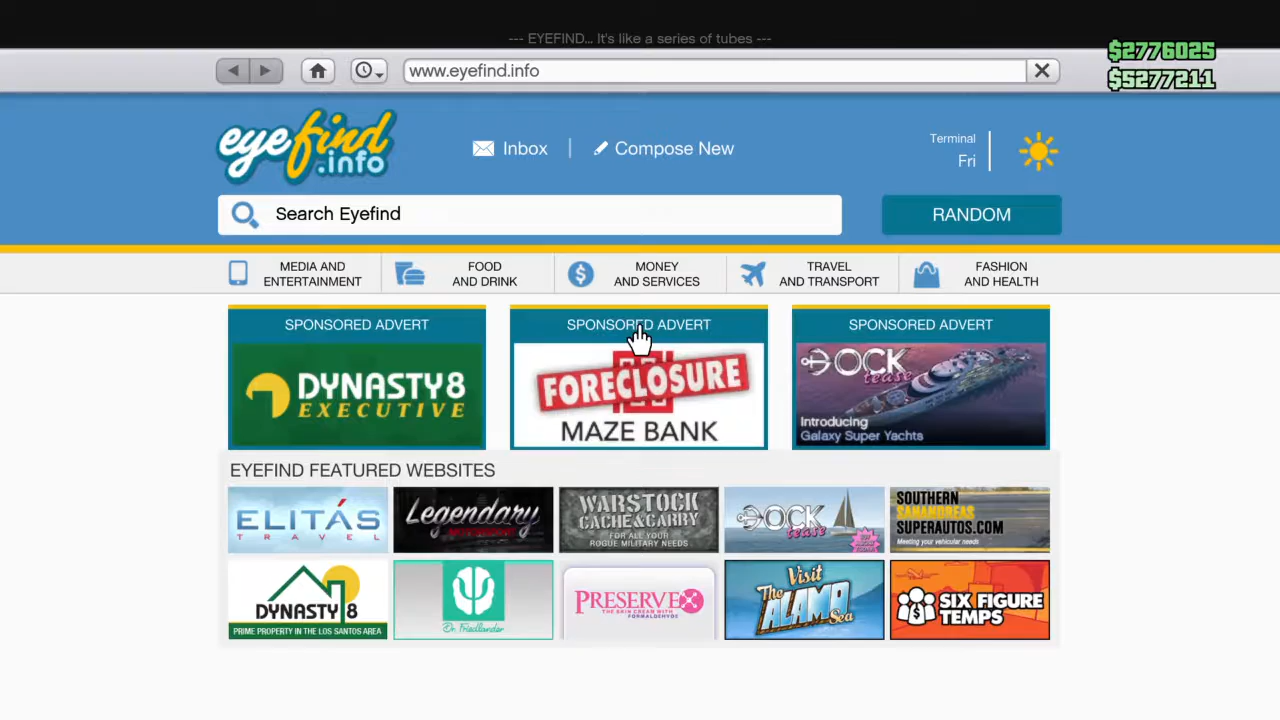 --- EYEFIND... It's like a series of tubes ---
$2776025
$5277211
www.eyefind.info
eyefind
.info
Inbox
Compose New
Terminal
Fri
Search Eyefind
RANDOM
MEDIA AND
ENTERTAINMENT
FOOD
AND DRINK
MONEY
AND SERVICES
TRAVEL
AND TRANSPORT
FASHION
AND HEALTH
SPONSORED ADVERT
DYNASTY8
EXECUTIVE
SPONSORED ADVERT
FORECLOSURE
MAZE BANK
SPONSORED ADVERT
DOCK
tease
Introducing
Galaxy Super Yachts
EYEFIND FEATURED WEBSITES
ELITÁS
TRAVEL
Legendary
WARSTOCK
CACHE&CARRY
FOR ALL YOUR
ROGUE MILITARY NEEDS
DOCK
tease
SOUTHERN
SANANDREAS
SUPERAUTOS.COM
Meeting your vehicular needs
DYNASTY 8
PRIME PROPERTY IN THE LOS SANTOS AREA
Dr. Friedlander
PRESERVEX
THE SKIN CREAM WITH
FORMALDEHYDE
Visit
The
ALAMO
Sea
SIX FIGURE
TEMPS